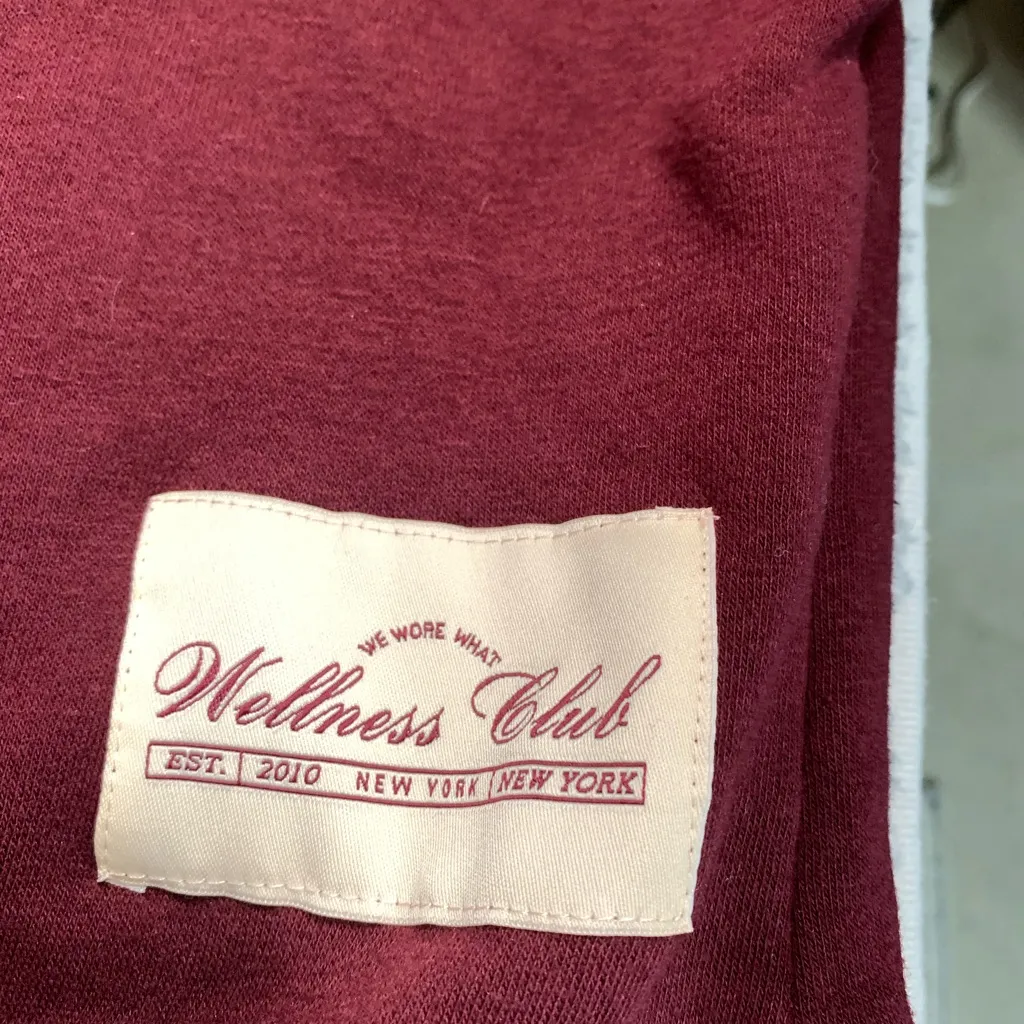 WE WORE WHAT
Wellness Club
EST. 2010 NEW YORK NEW YORK